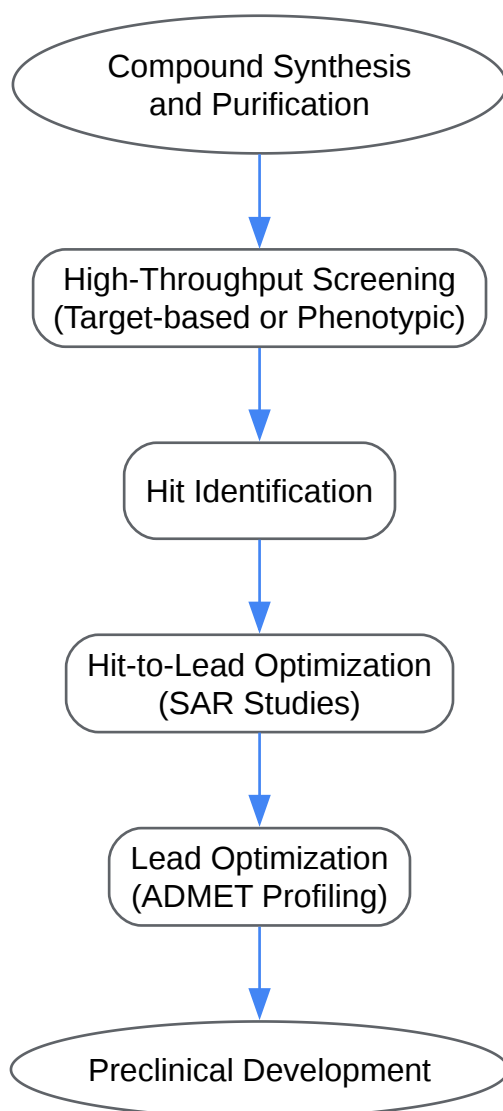 Compound Synthesis
and Purification
High-Throughput Screening
(Target-based or Phenotypic)
Hit Identification
Hit-to-Lead Optimization
(SAR Studies)
Lead Optimization
(ADMET Profiling)
Preclinical Development